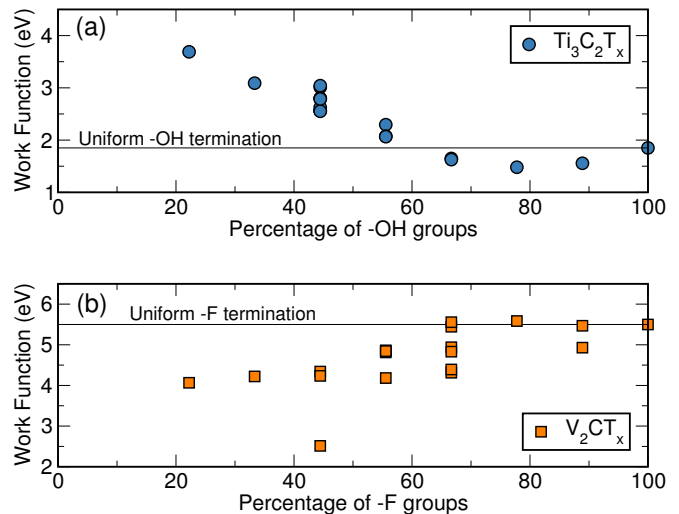 (a)
Ti₃C₂Tₓ
Uniform -OH termination
Work Function (eV)
4
3
2
1
0 20 40 60 80 100
Percentage of -OH groups
(b)
Uniform -F termination
Work Function (eV)
6
5
4
3
2
V₂CTₓ
0 20 40 60 80 100
Percentage of -F groups